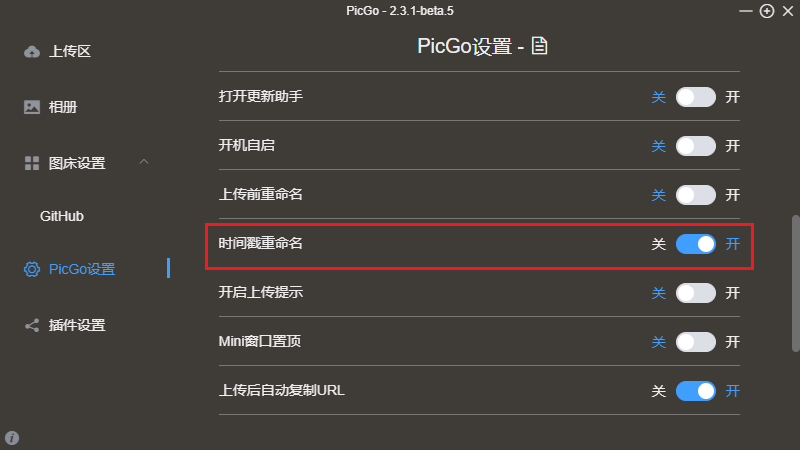 PicGo - 2.3.1-beta.5
上传区
相册
图床设置
GitHub
PicGo设置
插件设置
PicGo设置 -
打开更新助手 关 开
开机自启 关 开
上传前重命名 关 开
时间戳重命名 关 开
开启上传提示 关 开
Mini窗口置顶 关 开
上传后自动复制URL 关 开